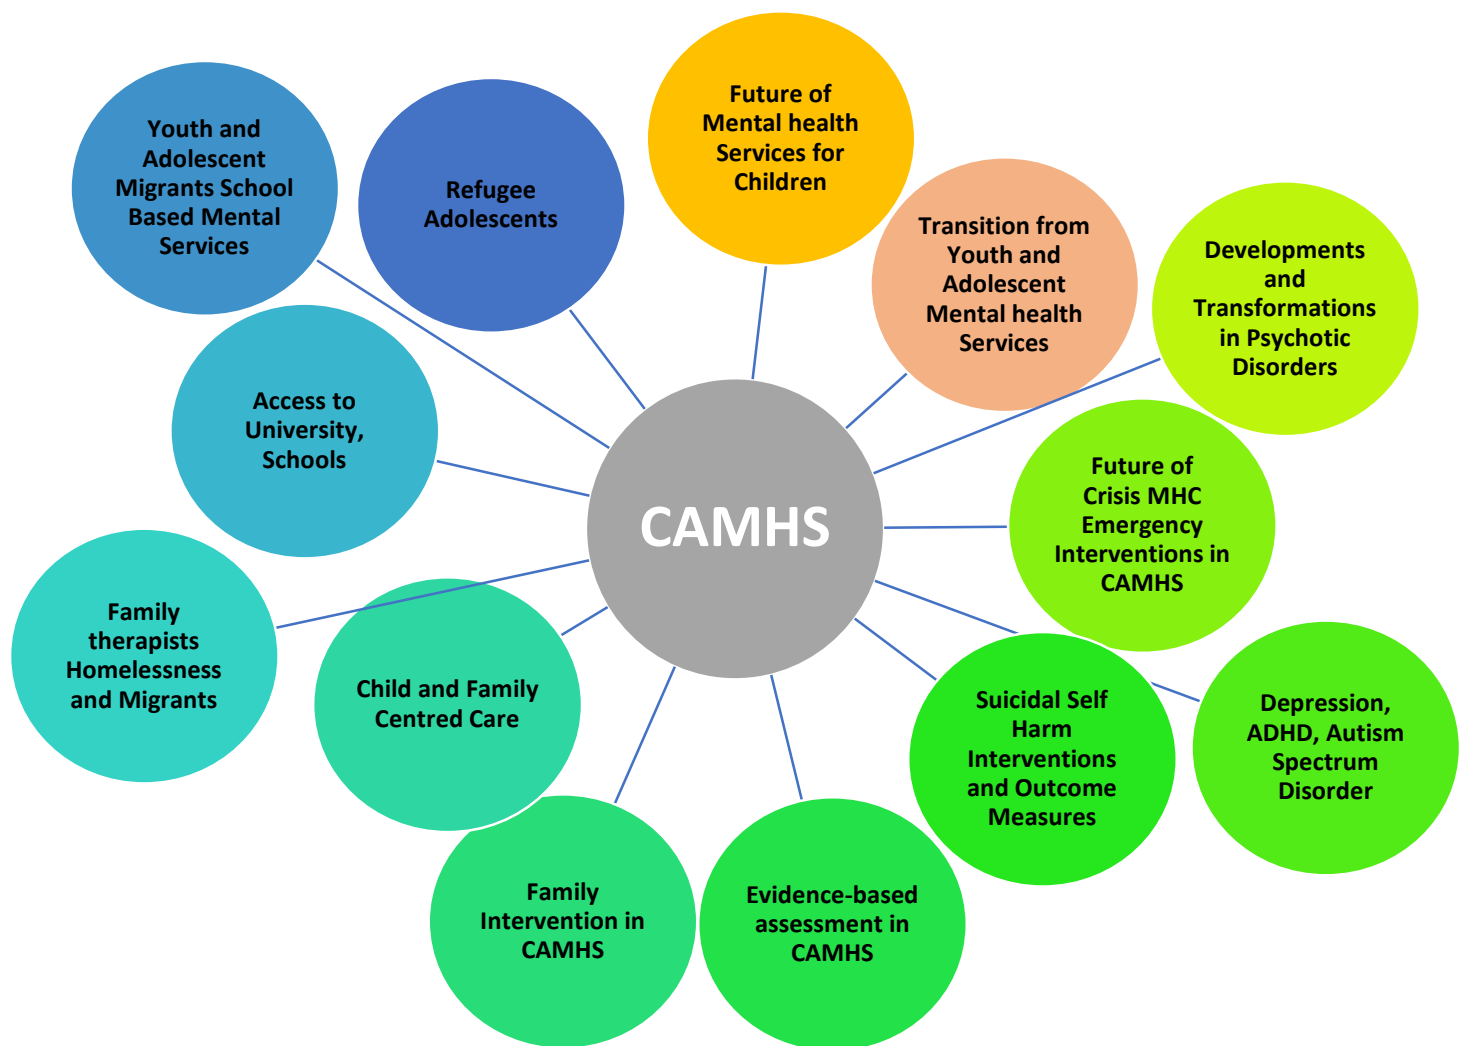 Future of
Mental health
Services for
Children
Transition from
Youth and
Adolescent
Mental health
Services
Developments
and
Transformations
in Psychotic
Disorders
Future of
Crisis MHC
Emergency
Interventions in
CAMHS
Depression,
ADHD, Autism
Spectrum
Disorder
Suicidal Self
Harm
Interventions
and Outcome
Measures
Evidence-based
assessment in
CAMHS
Family
Intervention in
CAMHS
Child and Family
Centred Care
Family
therapists
Homelessness
and Migrants
Access to
University,
Schools
Youth and
Adolescent
Migrants School
Based Mental
Services
Refugee
Adolescents
CAMHS